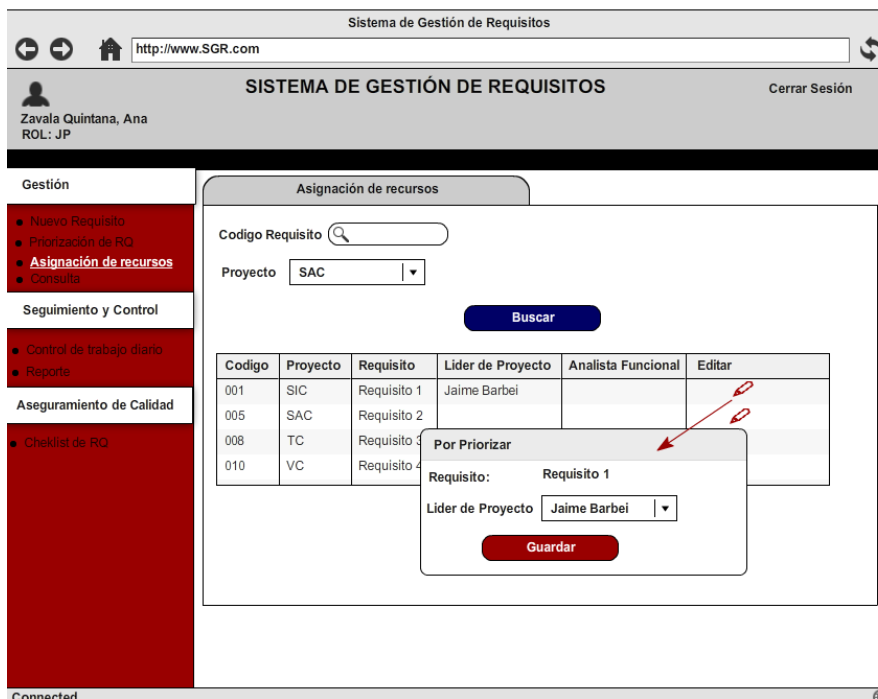 Sistema de Gestión de Requisitos
http://www.SGR.com
SISTEMA DE GESTIÓN DE REQUISITOS
Cerrar Sesión
Zavala Quintana, Ana
ROL: JP
Gestión
Nuevo Requisito
Priorización de RQ
Asignación de recursos
Consulta
Seguimiento y Control
Control de trabajo diario
Reporte
Aseguramiento de Calidad
Cheklist de RQ
Asignación de recursos
Codigo Requisito
Proyecto SAC
Buscar
Codigo Proyecto Requisito Lider de Proyecto Analista Funcional Editar
001 SIC Requisito 1 Jaime Barbei
005 SAC Requisito 2
008 TC Requisito 3
010 VC Requisito 4
Por Priorizar
Requisito: Requisito 1
Lider de Proyecto Jaime Barbei
Guardar
Connected